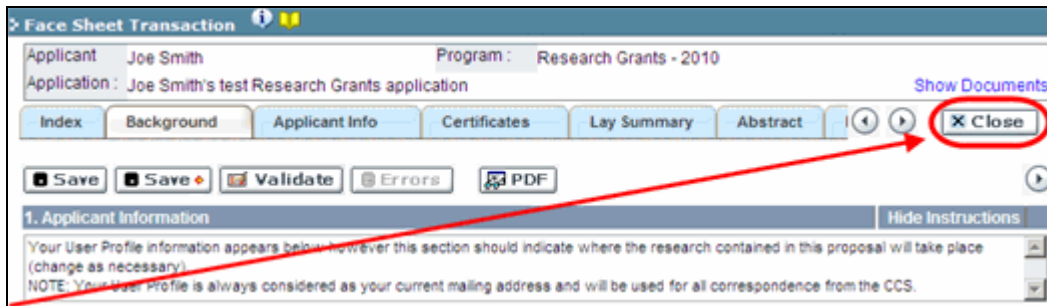 Face Sheet Transaction
Applicant Joe Smith Program : Research Grants - 2010
Application : Joe Smith's test Research Grants application Show Documents
Index Background Applicant Info Certificates Lay Summary Abstract Close
Save Save Validate Errors PDF
1. Applicant Information Hide Instructions
Your User Profile information appears below however this section should indicate where the research contained in this proposal will take place
(change as necessary).
NOTE: Your User Profile is always considered as your current mailing address and will be used for all correspondence from the CCS.